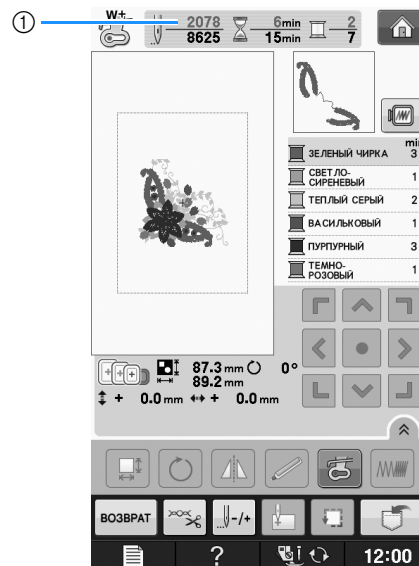 W+
① 2078 6min 2
8625 15min 7
min
ЗЕЛЕНЫЙ ЧИРКА 3
СВЕТЛО-
СИРЕНЕВЫЙ 1
ТЕПЛЫЙ СЕРЫЙ 2
ВАСИЛЬКОВЫЙ 1
ПУРПУРНЫЙ 3
ТЕМНО-
РОЗОВЫЙ 1
87.3 mm 0°
89.2 mm
+ 0.0 mm + 0.0 mm
ВОЗВРАТ -/+
? 12:00